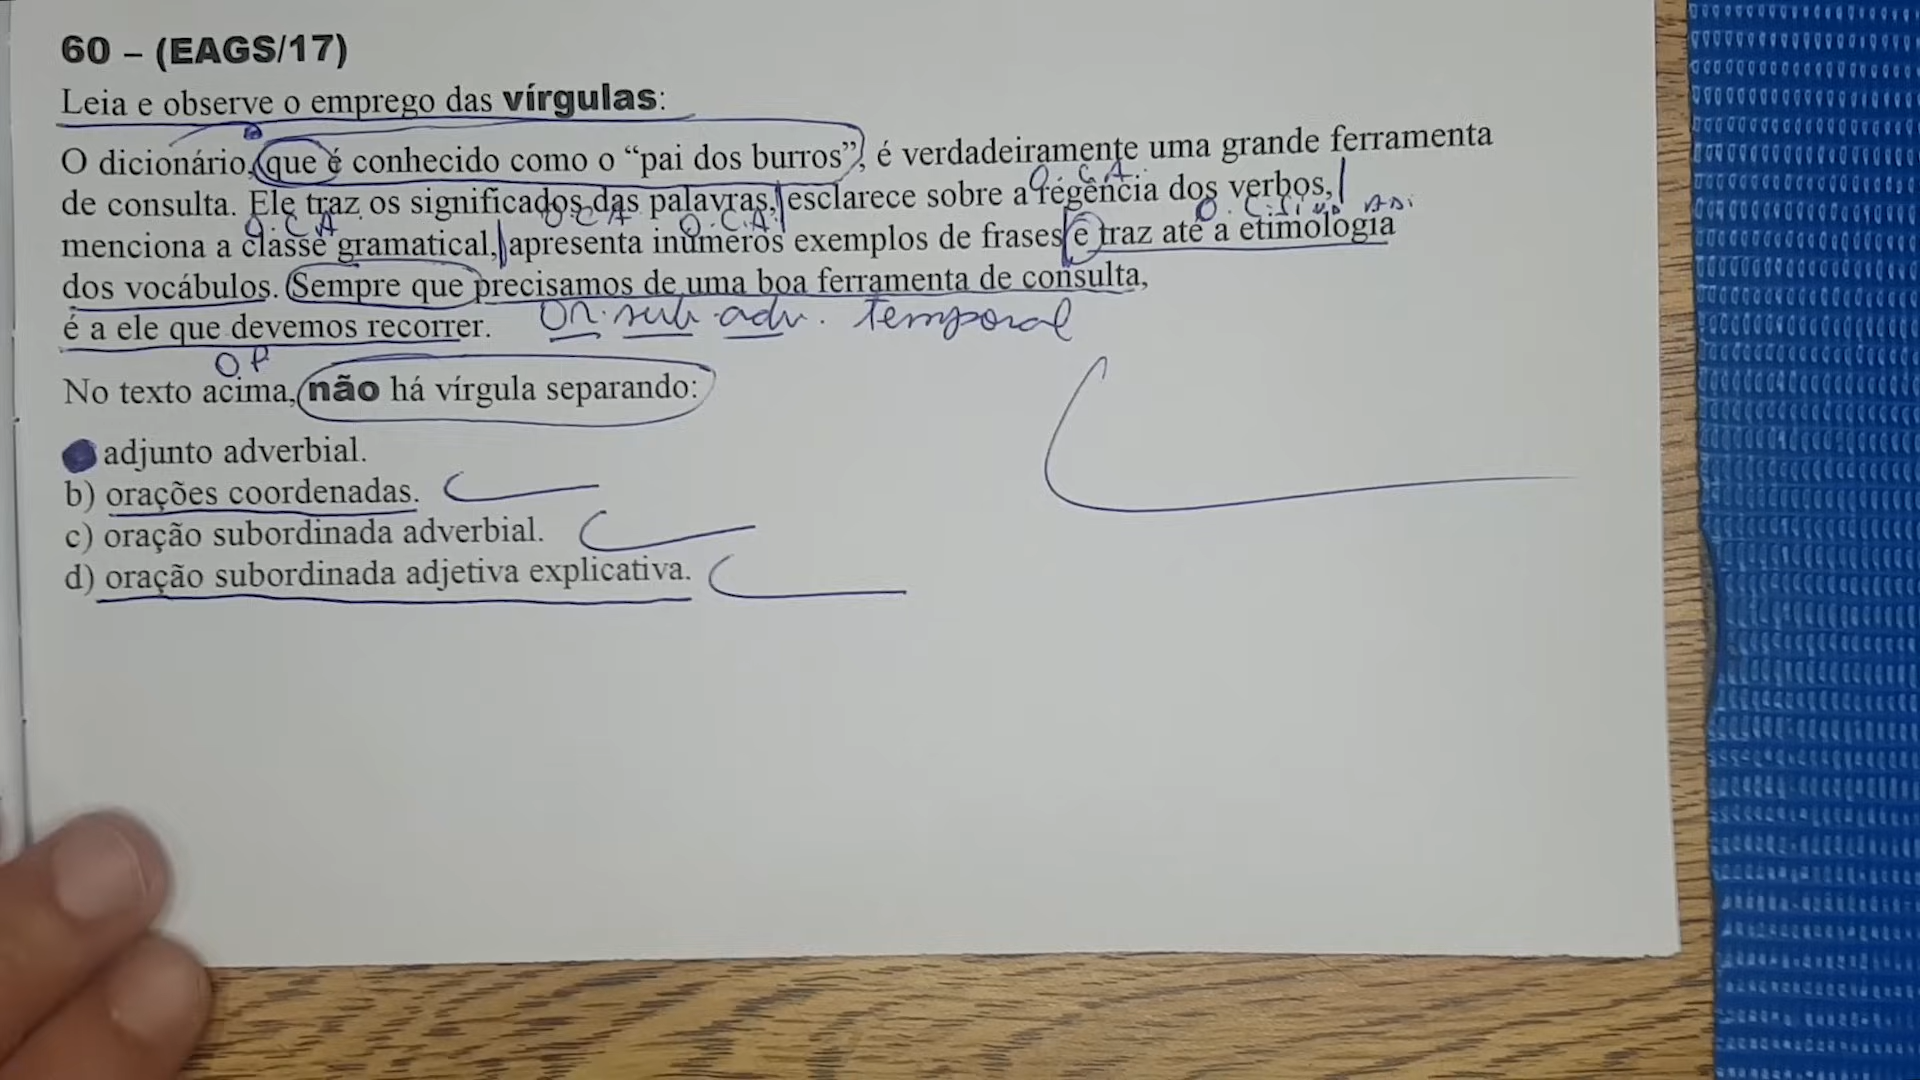 60 – (EAGS/17)
Leia e observe o emprego das vírgulas:
O dicionário, que é conhecido como o “pai dos burros”, é verdadeiramente uma grande ferramenta
O. C. A.
de consulta. Ele traz os significados das palavras, esclarece sobre a regência dos verbos,
O. C. A O C A O. C. A.
menciona a classe gramatical, apresenta inúmeros exemplos de frases e traz até a etimologia
dos vocábulos. Sempre que precisamos de uma boa ferramenta de consulta,
é a ele que devemos recorrer. Or. sub. adv. temporal
O P
No texto acima, não há vírgula separando:
adjunto adverbial.
b) orações coordenadas.
c) oração subordinada adverbial.
d) oração subordinada adjetiva explicativa.